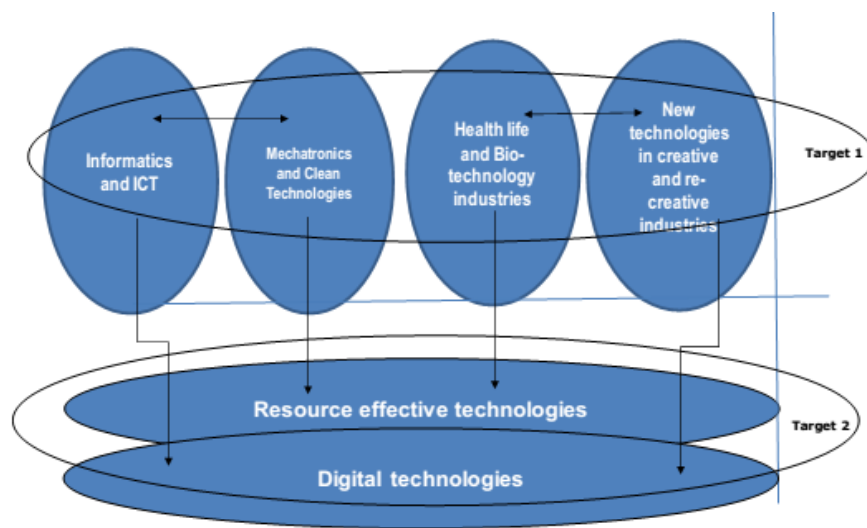 Informatics
and ICT
Mechatronics
and Clean
Technologies
Health life
and Bio-
technology
industries
New
technologies
in creative
and re-
creative
industries
Target 1
Resource effective technologies
Target 2
Digital technologies